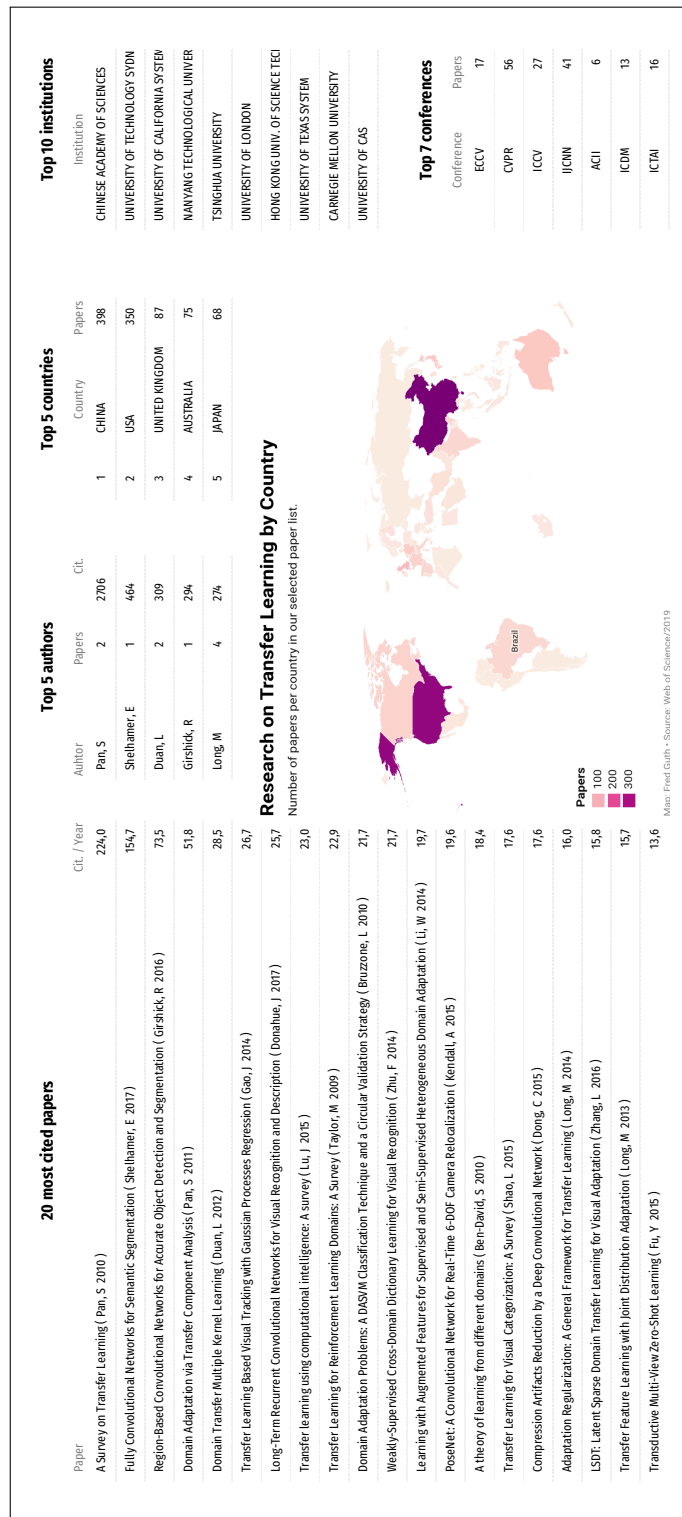 20 most cited papers
Paper Cit. / Year
A Survey on Transfer Learning ( Pan, S 2010 ) 224,0
Fully Convolutional Networks for Semantic Segmentation ( Shelhamer, E 2017 ) 154,7
Region-Based Convolutional Networks for Accurate Object Detection and Segmentation ( Girshick, R 2016 ) 73,5
Domain Adaptation via Transfer Component Analysis ( Pan, S 2011 ) 51,8
Domain Transfer Multiple Kernel Learning ( Duan, L 2012 ) 28,5
Transfer Learning Based Visual Tracking with Gaussian Processes Regression ( Gao, J 2014 ) 26,7
Long-Term Recurrent Convolutional Networks for Visual Recognition and Description ( Donahue, J 2017 ) 25,7
Transfer learning using computational intelligence: A survey ( Lu, J 2015 ) 23,0
Transfer Learning for Reinforcement Learning Domains: A Survey ( Taylor, M 2009 ) 22,9
Domain Adaptation Problems: A DASVM Classification Technique and a Circular Validation Strategy ( Bruzzone, L 2010 ) 21,7
Weakly-Supervised Cross-Domain Dictionary Learning for Visual Recognition ( Zhu, F 2014 ) 21,7
Learning with Augmented Features for Supervised and Semi-Supervised Heterogeneous Domain Adaptation ( Li, W 2014 ) 19,7
PoseNet: A Convolutional Network for Real-Time 6-DOF Camera Relocalization ( Kendall, A 2015 ) 19,6
A theory of learning from different domains ( Ben-David, S 2010 ) 18,4
Transfer Learning for Visual Categorization: A Survey ( Shao, L 2015 ) 17,6
Compression Artifacts Reduction by a Deep Convolutional Network ( Dong, C 2015 ) 17,6
Adaptation Regularization: A General Framework for Transfer Learning ( Long, M 2014 ) 16,0
LSDT: Latent Sparse Domain Transfer Learning for Visual Adaptation ( Zhang, L 2016 ) 15,8
Transfer Feature Learning with Joint Distribution Adaptation ( Long, M 2013 ) 15,7
Transductive Multi-View Zero-Shot Learning ( Fu, Y 2015 ) 13,6
Top 5 authors
Auhtor Papers Cit.
Pan, S 2 2706
Shelhamer, E 1 464
Duan, L 2 309
Girshick, R 1 294
Long, M 4 274
Top 5 countries
Country Papers
1 CHINA 398
2 USA 350
3 UNITED KINGDOM 87
4 AUSTRALIA 75
5 JAPAN 68
Top 10 institutions
Institution
CHINESE ACADEMY OF SCIENCES
UNIVERSITY OF TECHNOLOGY SYDN
UNIVERSITY OF CALIFORNIA SYSTEM
NANYANG TECHNOLOGICAL UNIVER
TSINGHUA UNIVERSITY
UNIVERSITY OF LONDON
HONG KONG UNIV. OF SCIENCE TECH
UNIVERSITY OF TEXAS SYSTEM
CARNEGIE MELLON UNIVERSITY
UNIVERSITY OF CAS
Research on Transfer Learning by Country
Number of papers per country in our selected paper list.
Brazil
Papers
100
200
300
Map: Fred Guth • Source: Web of Science/2019
Top 7 conferences
Conference Papers
ECCV 17
CVPR 56
ICCV 27
IJCNN 41
ACII 6
ICDM 13
ICTAI 16